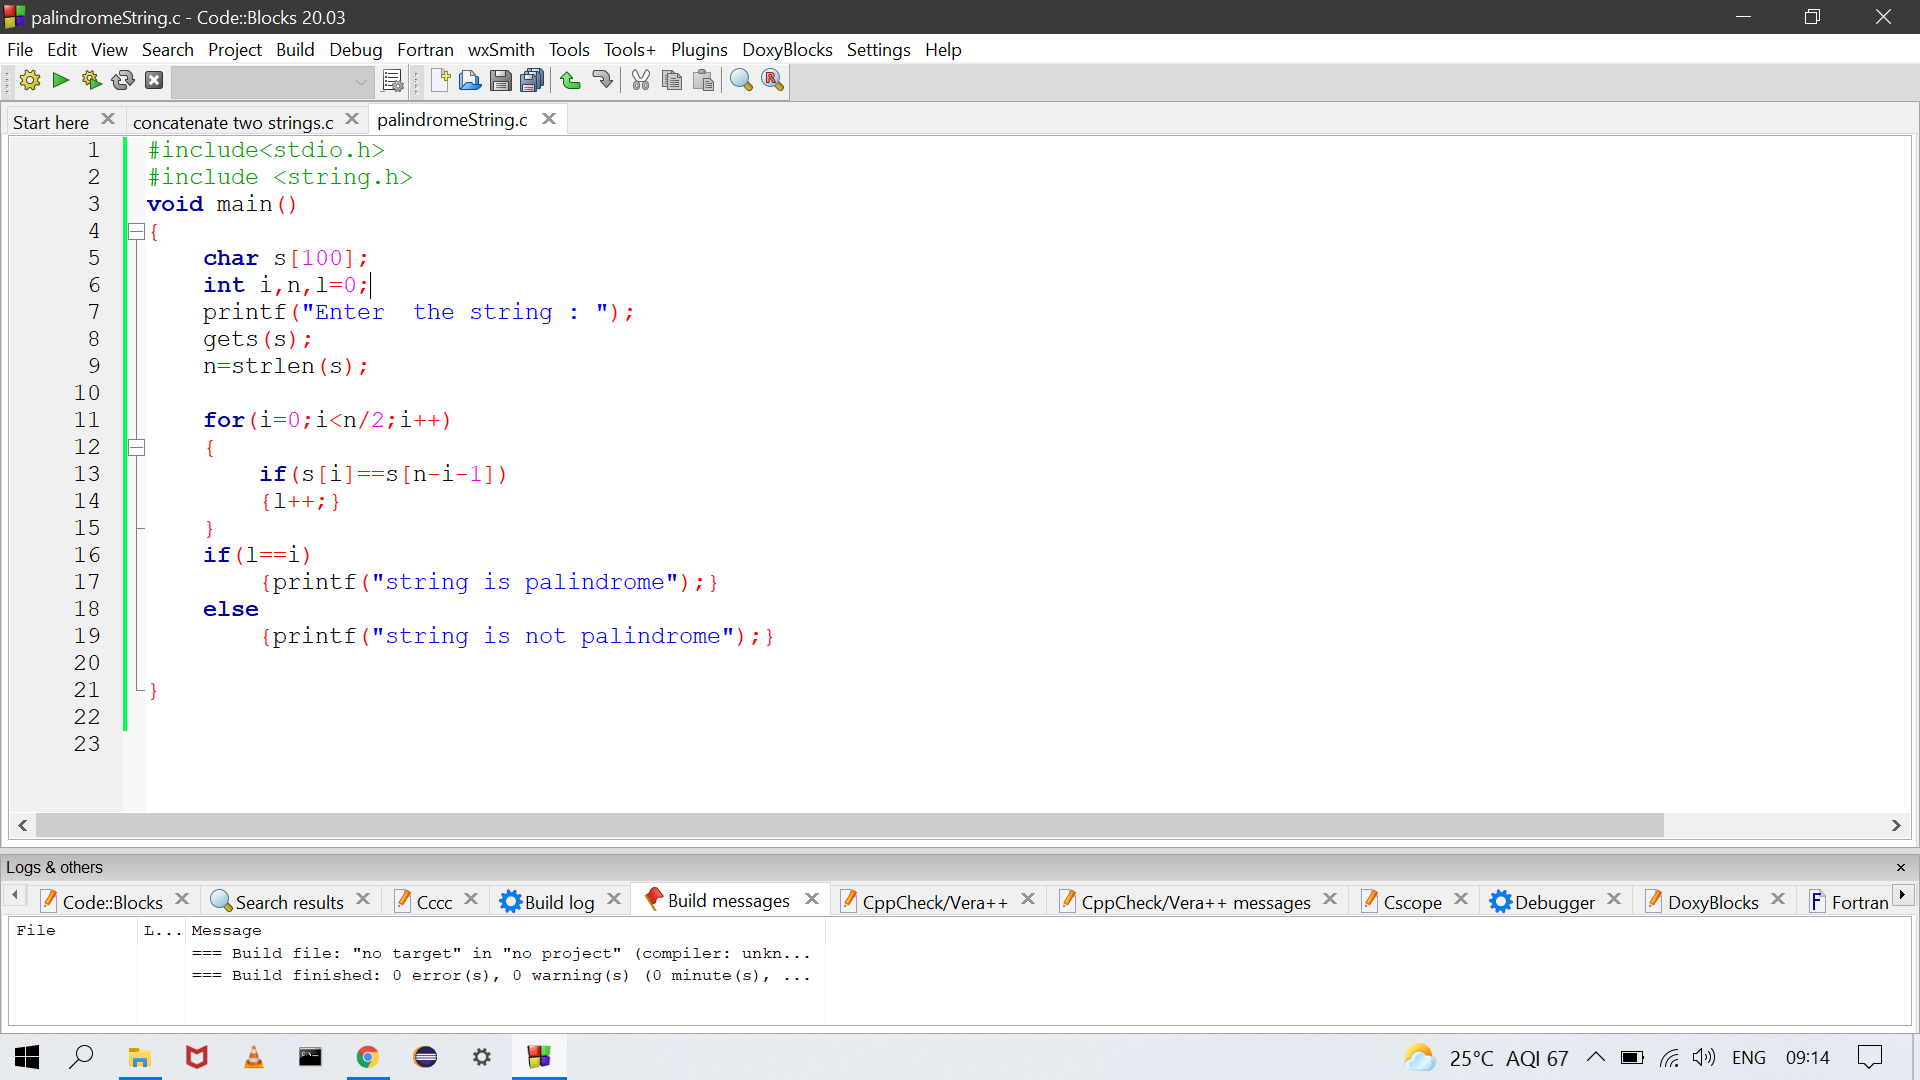 palindromeString.c - Code::Blocks 20.03
File Edit View Search Project Build Debug Fortran wxSmith Tools Tools+ Plugins DoxyBlocks Settings Help
Start here
concatenate two strings.c
palindromeString.c
1 #include<stdio.h>
2 #include <string.h>
3 void main()
4 {
5     char s[100];
6     int i,n,l=0;
7     printf("Enter  the string : ");
8     gets(s);
9     n=strlen(s);
10
11     for(i=0;i<n/2;i++)
12     {
13         if(s[i]==s[n-i-1])
14         {l++;}
15     }
16     if(l==i)
17         {printf("string is palindrome");}
18     else
19         {printf("string is not palindrome");}
20
21 }
22
23
Logs & others
Code::Blocks Search results Cccc Build log Build messages CppCheck/Vera++ CppCheck/Vera++ messages Cscope Debugger DoxyBlocks Fortran
File L... Message
=== Build file: "no target" in "no project" (compiler: unkn...
=== Build finished: 0 error(s), 0 warning(s) (0 minute(s), ...
25°C AQI 67 ENG 09:14